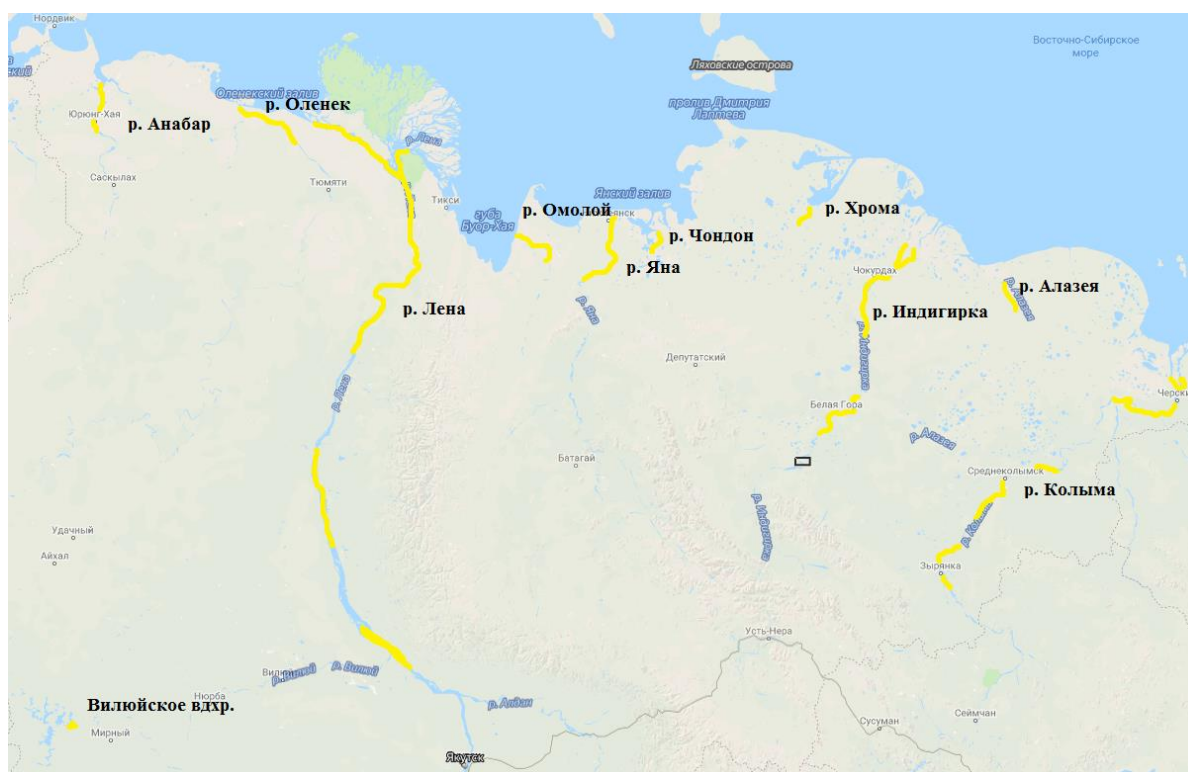 Нордвик
Восточно-Сибирское
море
Ляховские острова
Оленекский залив
р. Оленек
пролив Дмитрия
Лаптева
Юрюнг-Хая
р. Анабар
р. Лена
Саскылах
Тюмяти
Тикси
Янский залив
губа
Буор-Хая
р. Омолой
р. Хрома
р. Чондон
р. Яна
Чокурдах
р. Алазея
р. Алазея
р. Яна
р. Лена
р. Индигирка
р. Индигирка
Депутатский
р. Лена
Черски
Белая Гора
р. Алазея
Батагай
Среднеколымск
р. Колыма
р. Индигирка
Удачный
Айхал
Зырянка
Усть-Нера
р. Вилюй
р. Вилюй
Нюрба
р. Алдан
Вилюйское вдхр.
Мирный
Сусуман
Сеймчан
Якутск